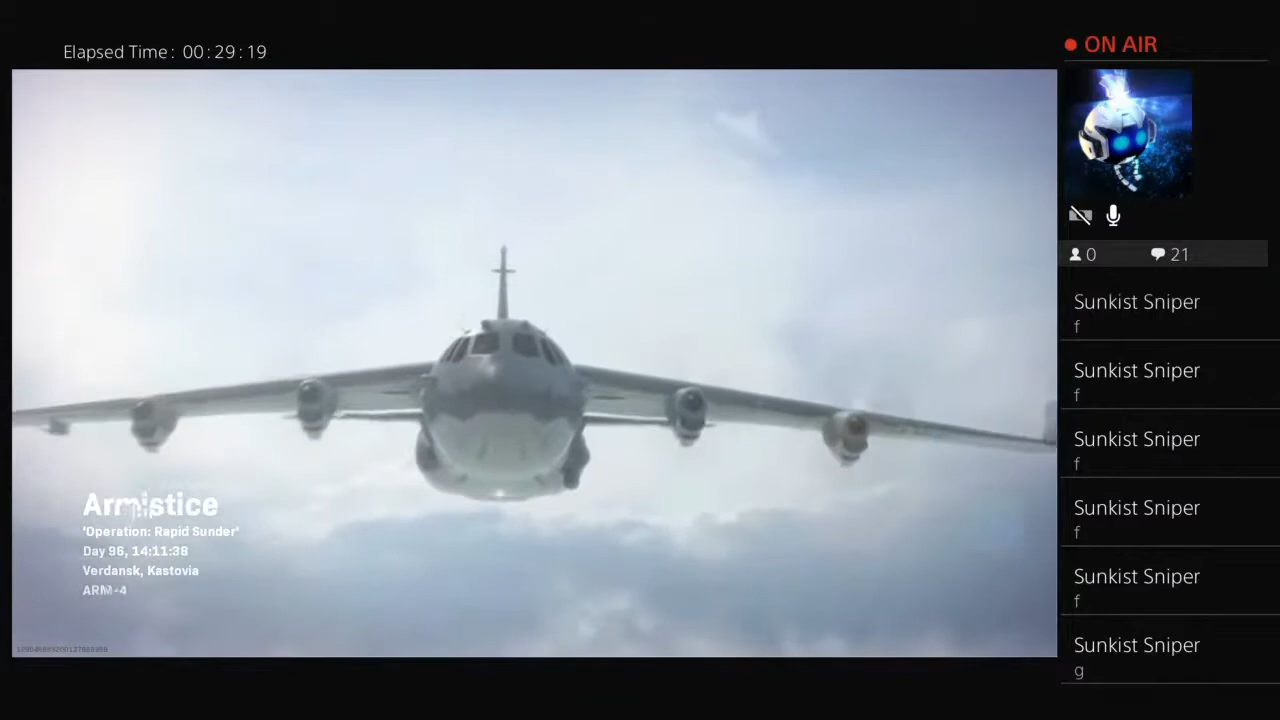 Elapsed Time: 00:29:19
ON AIR
0 21
Sunkist Sniper
f
Sunkist Sniper
f
Sunkist Sniper
f
Sunkist Sniper
f
Sunkist Sniper
f
Sunkist Sniper
g
Armistice
'Operation: Rapid Sunder'
Day 96, 14:11:38
Verdansk, Kastovia
ARM-4